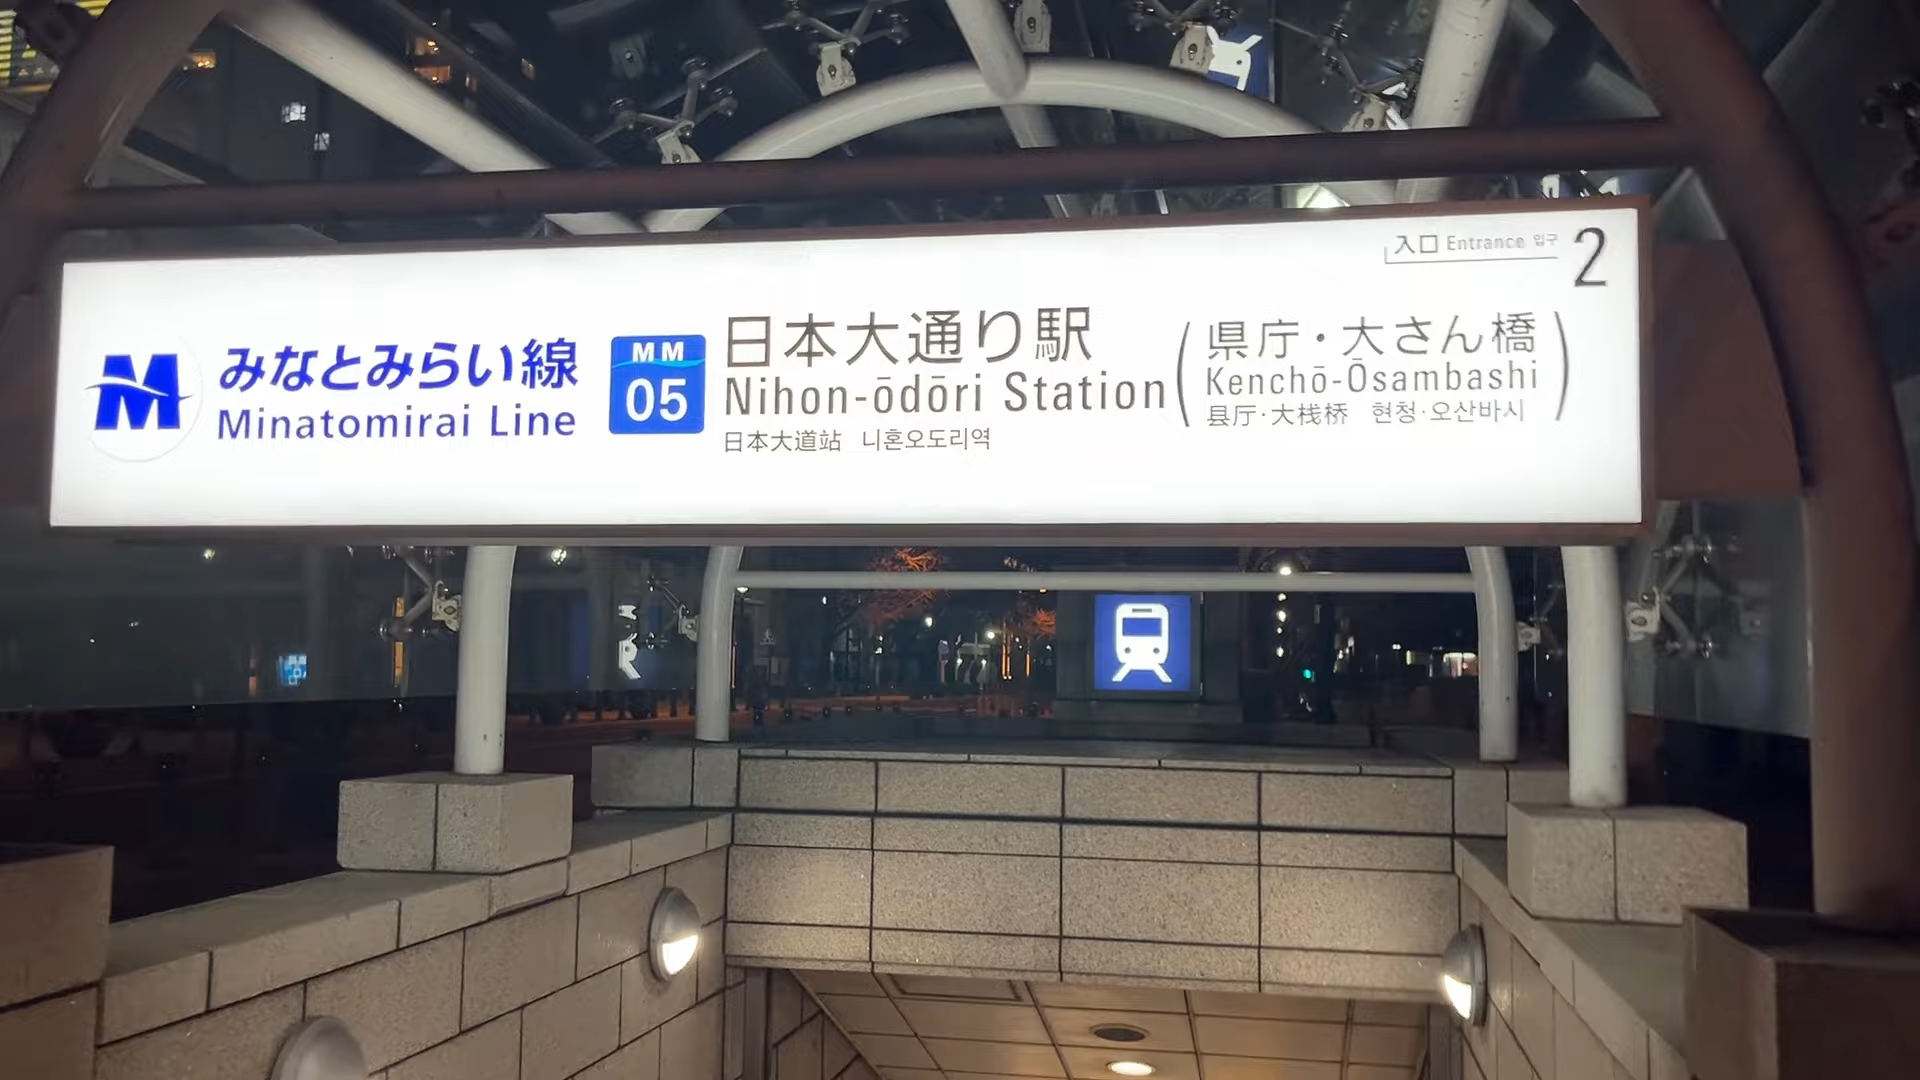 入口 Entrance 입구 2
M みなとみらい線
Minatomirai Line
MM
05
日本大通り駅
Nihon-ōdōri Station
日本大道站 니혼오도리역
(県庁・大さん橋)
Kenchō-Ōsambashi
县厅·大栈桥 현청·오산바시